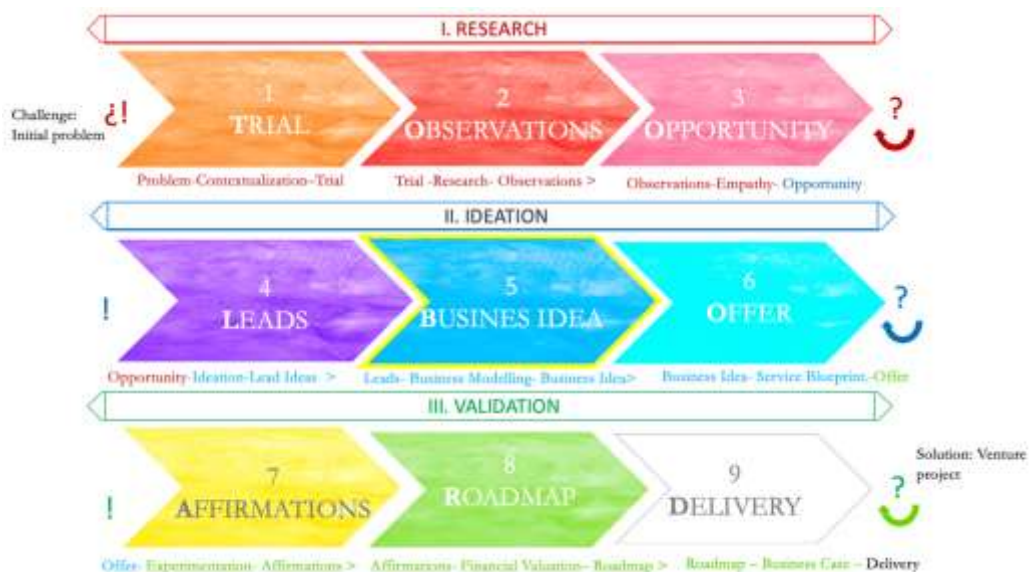 I. RESEARCH
Challenge:
Initial problem
¿!
1
TRIAL
2
OBSERVATIONS
3
OPPORTUNITY
?
Problem-Contextualization-Trial
Trial -Research- Observations >
Observations-Empathy- Opportunity
II. IDEATION
!
4
LEADS
5
BUSINES IDEA
6
OFFER
?
Opportunity-Ideation-Lead Ideas >
Leads- Business Modelling- Business Idea>
Business Idea- Service Blueprint.-Offer
III. VALIDATION
!
7
AFFIRMATIONS
8
ROADMAP
9
DELIVERY
Solution: Venture
project
?
Offer- Experimentation- Affirmations >
Affirmations- Financial Valuation– Roadmap >
Roadmap – Business Case – Delivery